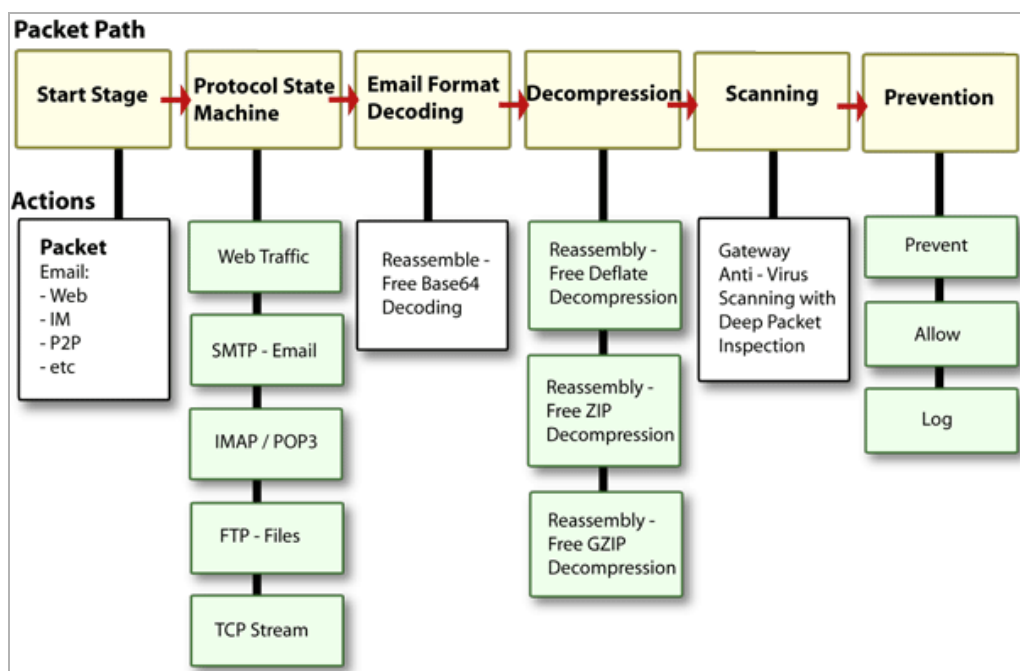 Packet Path
Start Stage
Protocol State
Machine
Email Format
Decoding
Decompression
Scanning
Prevention
Actions
Packet
Email:
- Web
- IM
- P2P
- etc
Web Traffic
SMTP - Email
IMAP / POP3
FTP - Files
TCP Stream
Reassemble -
Free Base64
Decoding
Reassembly -
Free Deflate
Decompression
Reassembly -
Free ZIP
Decompression
Reassembly -
Free GZIP
Decompression
Gateway
Anti - Virus
Scanning with
Deep Packet
Inspection
Prevent
Allow
Log